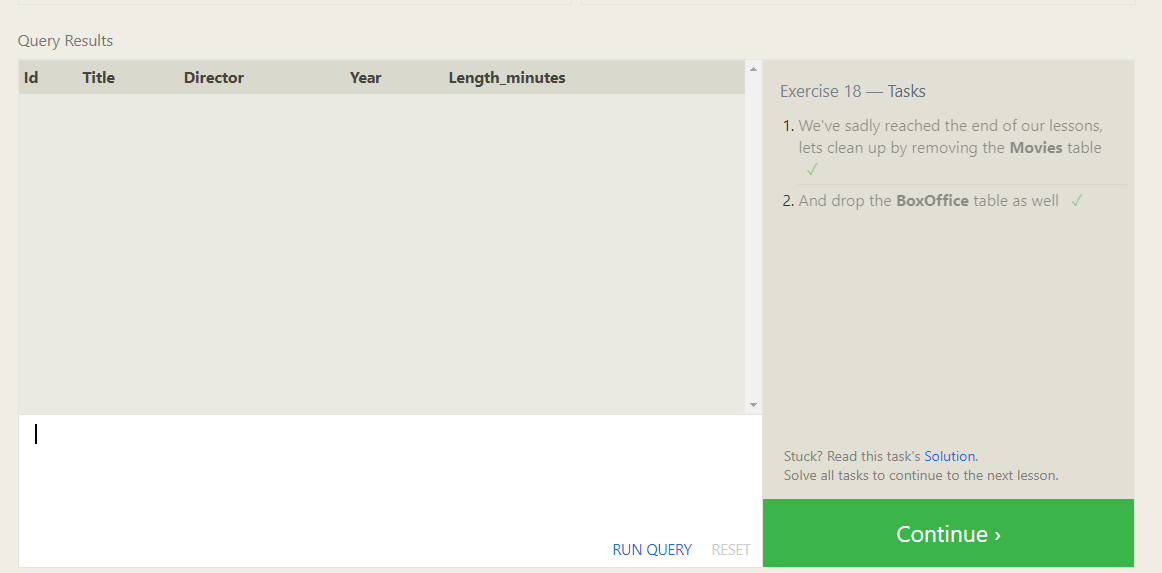 Query Results
Id Title Director Year Length_minutes
RUN QUERY RESET
Exercise 18 — Tasks
1. We've sadly reached the end of our lessons,
lets clean up by removing the Movies table
✓
2. And drop the BoxOffice table as well ✓
Stuck? Read this task's Solution.
Solve all tasks to continue to the next lesson.
Continue ›